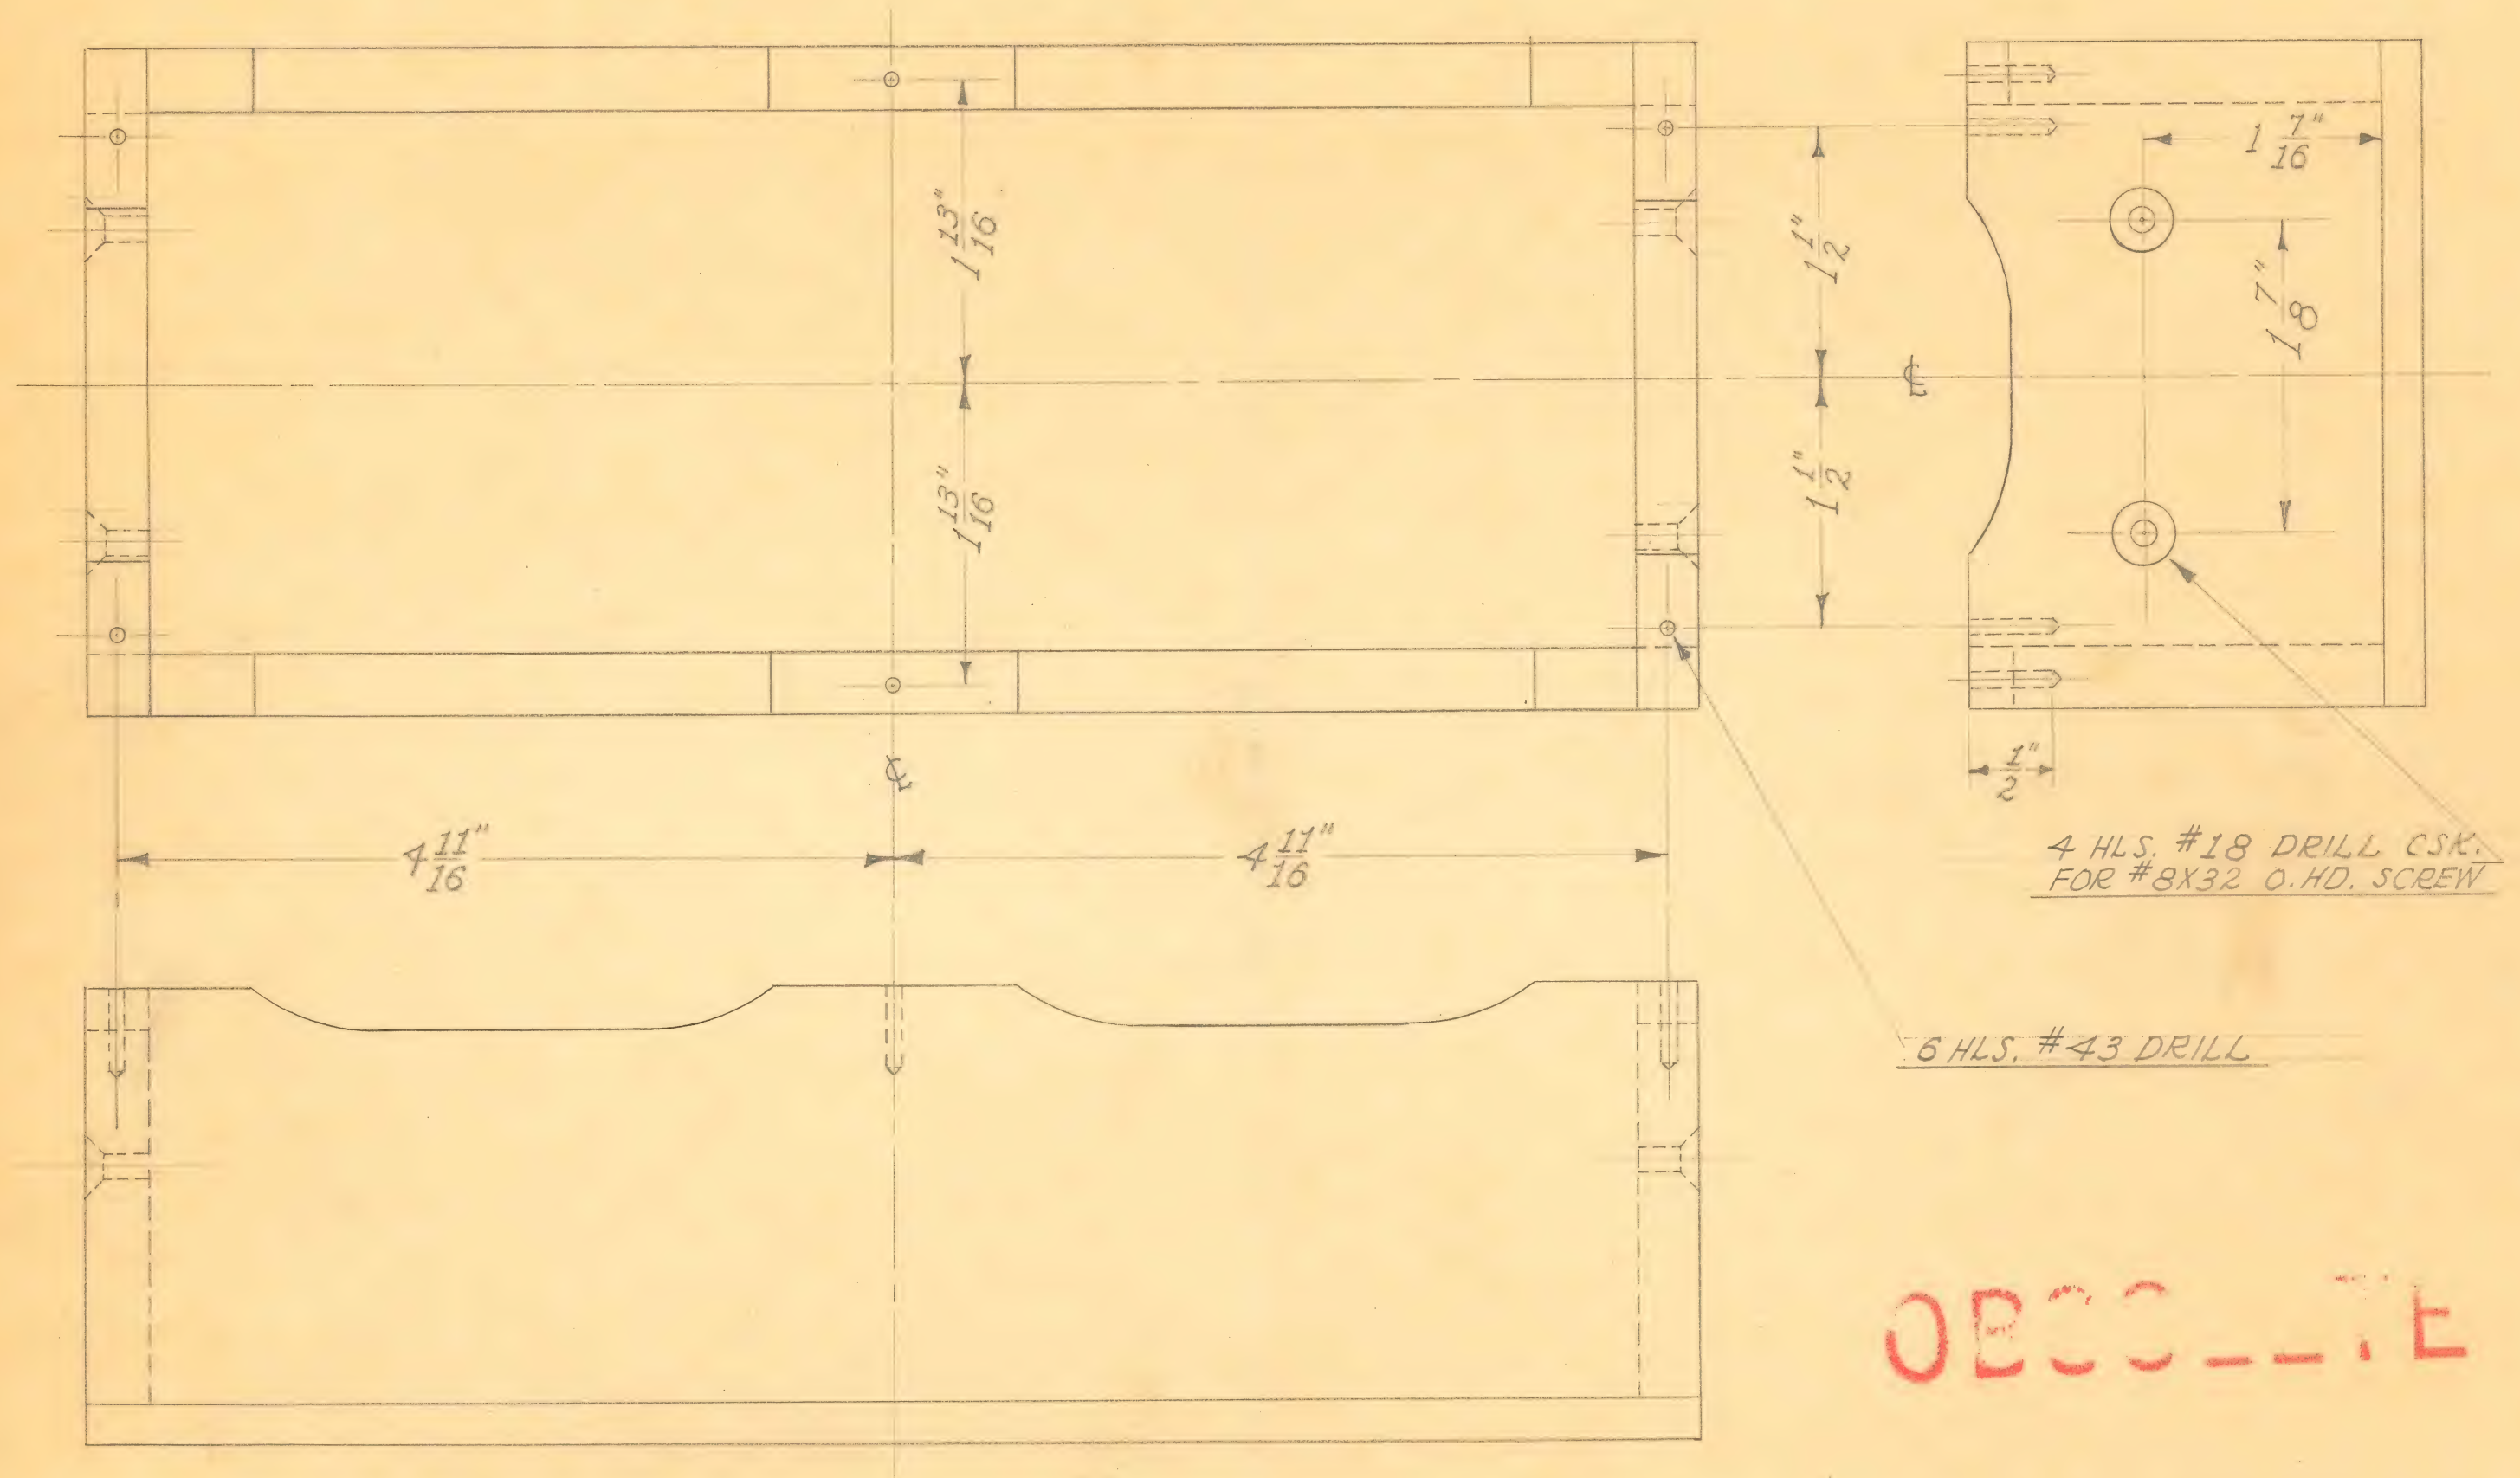 1 13/16"
1 13/16"
1 1/2"
1 1/2"
℄
1 7/16"
1 7/8"
1/2"
℄
4 11/16"
4 11/16"
4 HLS. #18 DRILL CSK.
FOR #8X32 O.HD. SCREW
6 HLS. #43 DRILL
OBSOLETE